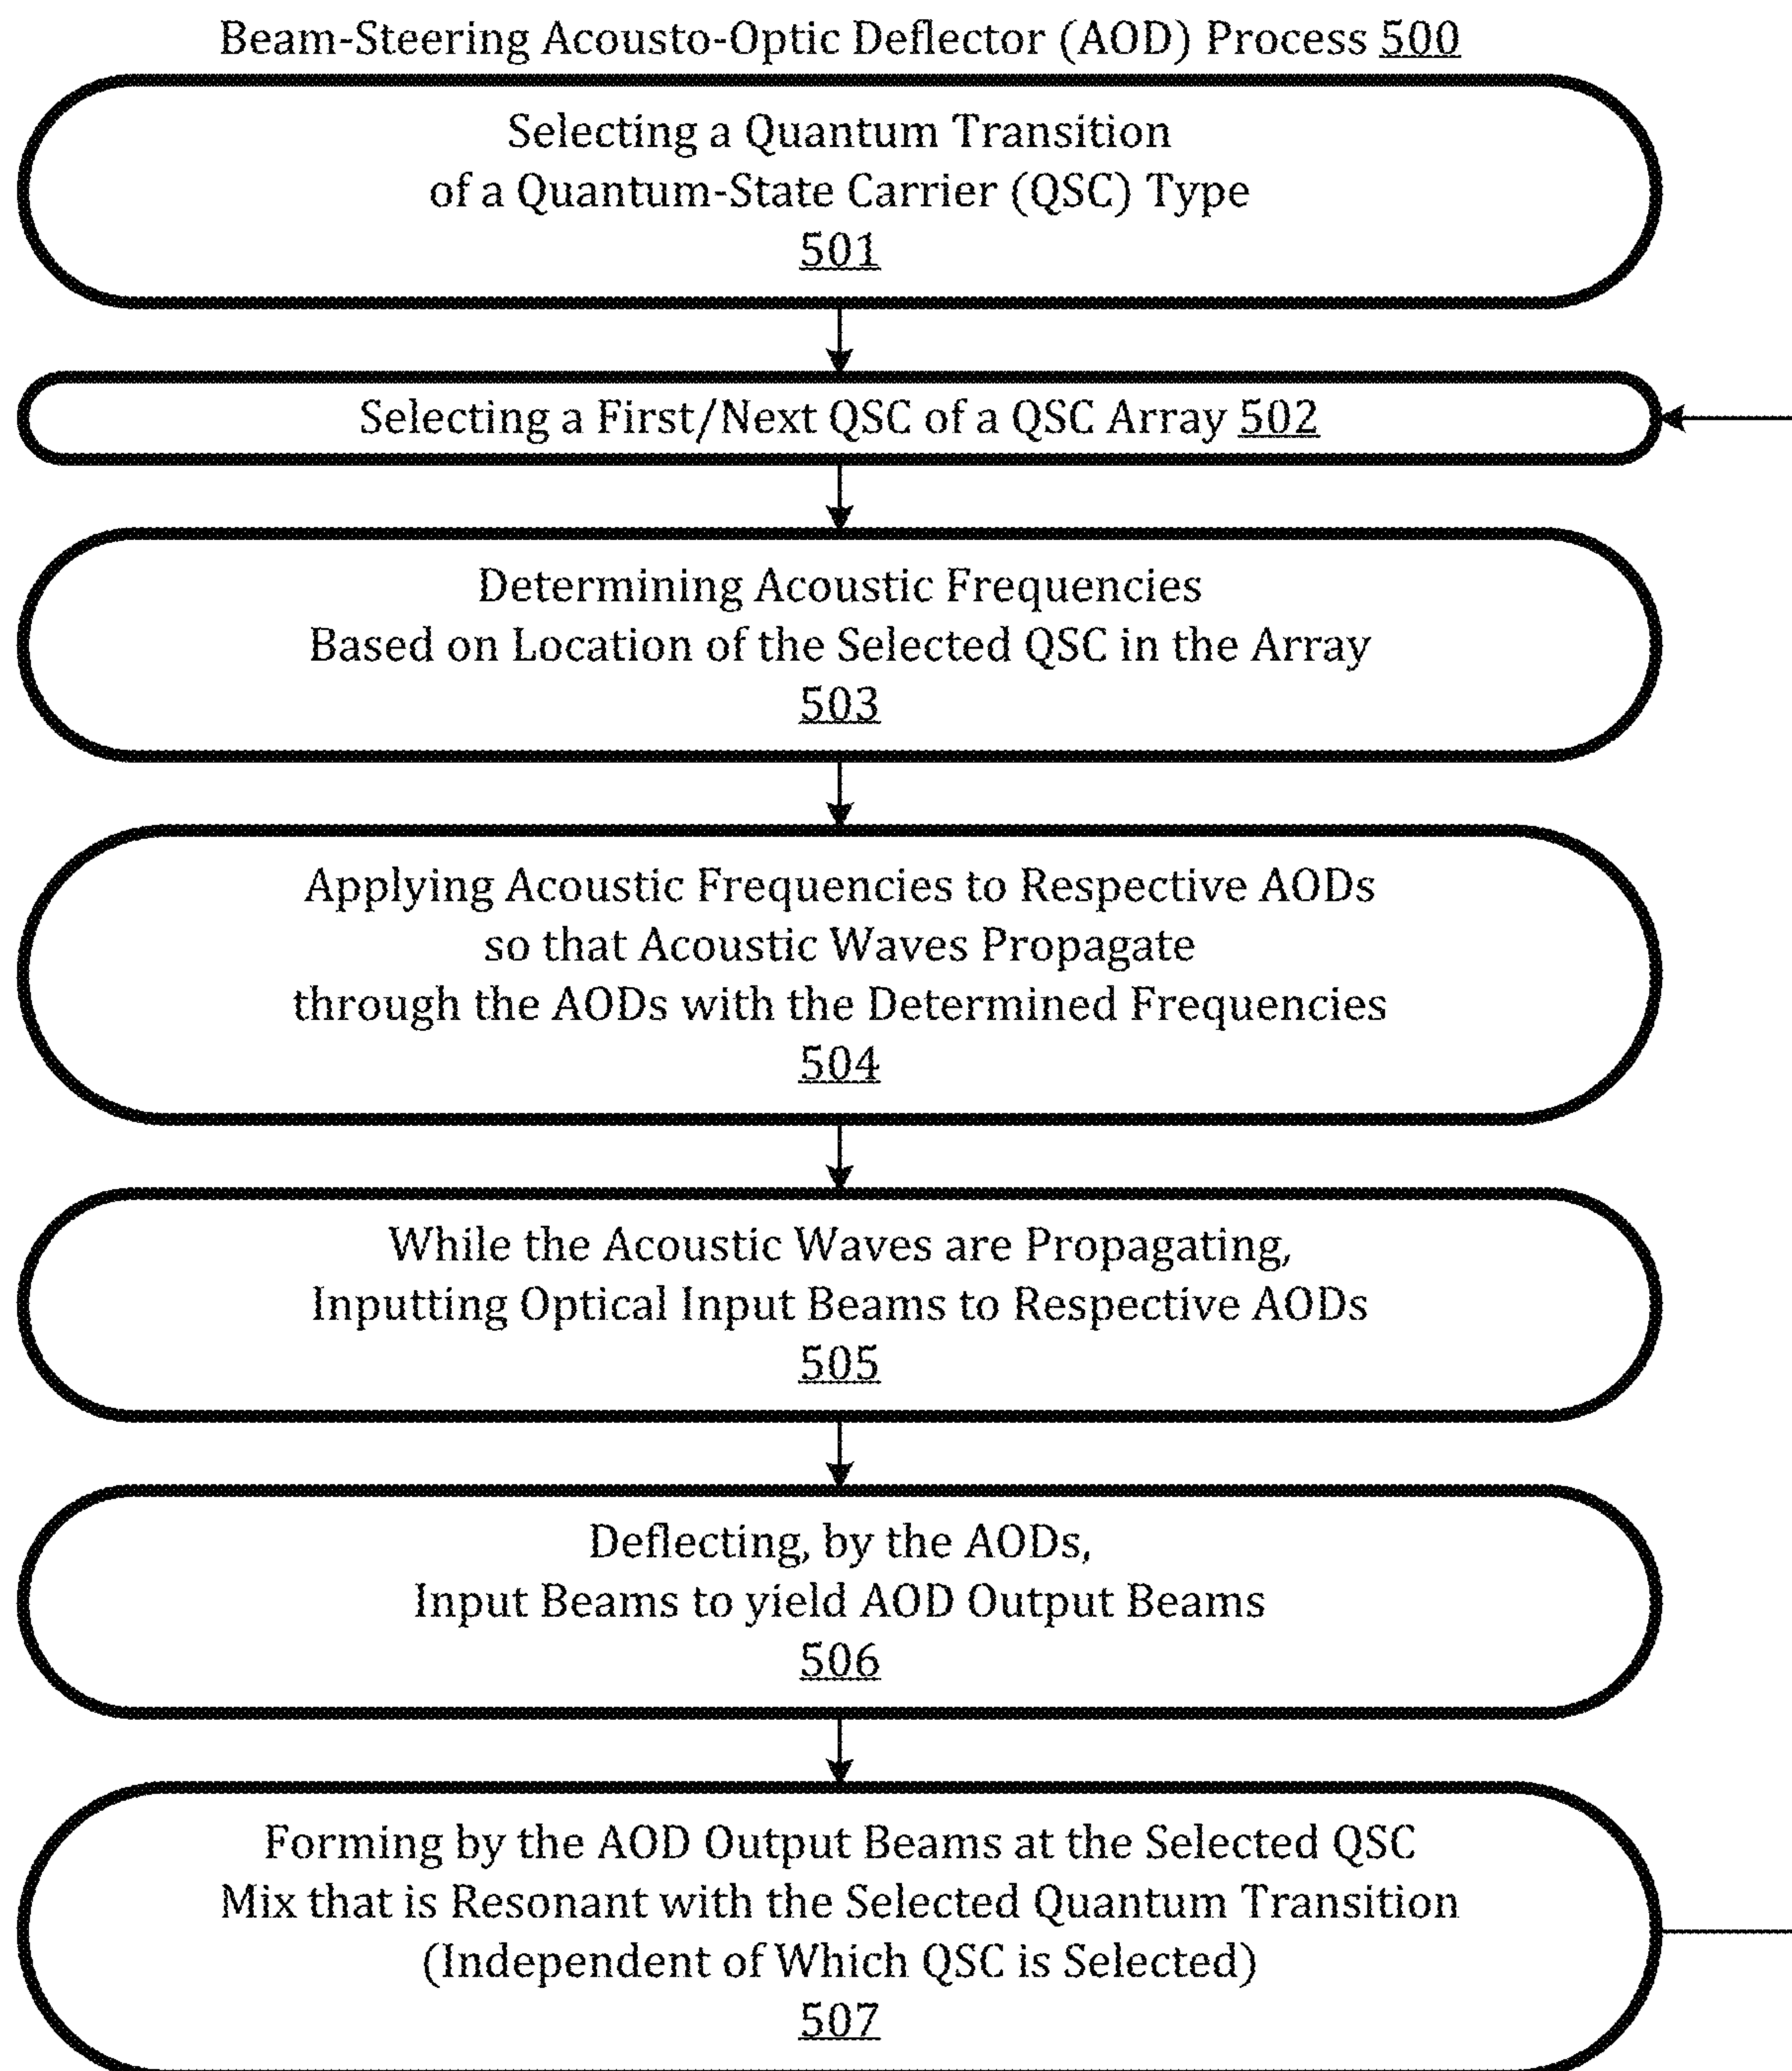 Beam-Steering Acousto-Optic Deflector (AOD) Process 500
Selecting a Quantum Transition
of a Quantum-State Carrier (QSC) Type
501
Selecting a First/Next QSC of a QSC Array 502
Determining Acoustic Frequencies
Based on Location of the Selected QSC in the Array
503
Applying Acoustic Frequencies to Respective AODs
so that Acoustic Waves Propagate
through the AODs with the Determined Frequencies
504
While the Acoustic Waves are Propagating,
Inputting Optical Input Beams to Respective AODs
505
Deflecting, by the AODs,
Input Beams to yield AOD Output Beams
506
Forming by the AOD Output Beams at the Selected QSC
Mix that is Resonant with the Selected Quantum Transition
(Independent of Which QSC is Selected)
507